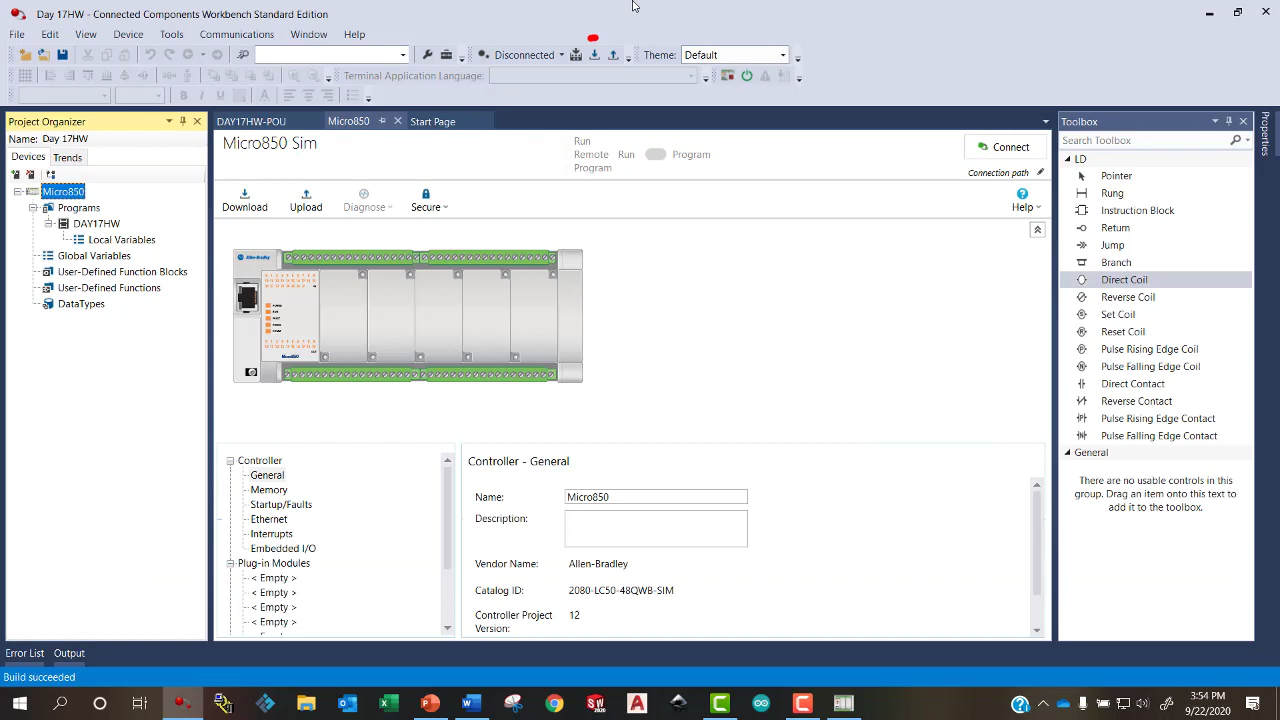 Day 17HW - Connected Components Workbench Standard Edition
File Edit View Device Tools Communications Window Help
Disconnected Theme: Default
Terminal Application Language:
B I U A
Project Organizer
Name: Day 17HW
Devices Trends
Micro850
Programs
DAY17HW
Local Variables
Global Variables
User-Defined Function Blocks
User-Defined Functions
DataTypes
DAY17HW-POU Micro850 Start Page
Micro850 Sim
Run
Remote Run Program
Program
Connect
Connection path
Download Upload Diagnose Secure Help
Allen-Bradley
Micro850
Controller
General
Memory
Startup/Faults
Ethernet
Interrupts
Embedded I/O
Plug-in Modules
< Empty >
< Empty >
< Empty >
< Empty >
Controller - General
Name: Micro850
Description:
Vendor Name: Allen-Bradley
Catalog ID: 2080-LC50-48QWB-SIM
Controller Project Version: 12
Toolbox
Search Toolbox
LD
Pointer
Rung
Instruction Block
Return
Jump
Branch
Direct Coil
Reverse Coil
Set Coil
Reset Coil
Pulse Rising Edge Coil
Pulse Falling Edge Coil
Direct Contact
Reverse Contact
Pulse Rising Edge Contact
Pulse Falling Edge Contact
General
There are no usable controls in this
group. Drag an item onto this text to
add it to the toolbox.
Properties
Error List Output
Build succeeded
3:54 PM
9/22/2020